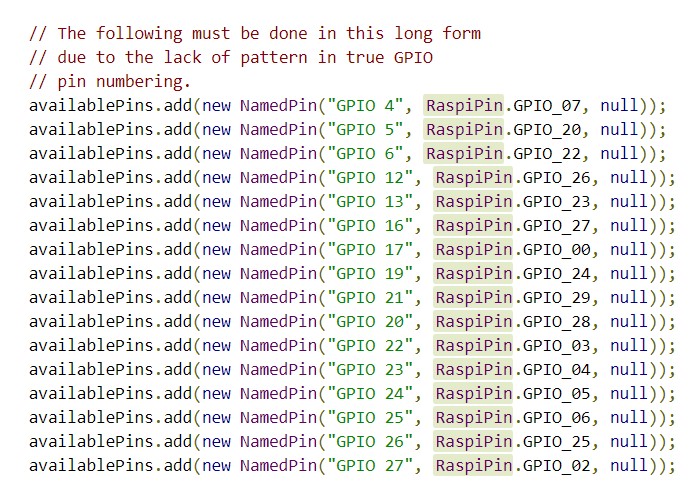 // The following must be done in this long form
// due to the lack of pattern in true GPIO
// pin numbering.
availablePins.add(new NamedPin("GPIO 4", RaspiPin.GPIO_07, null));
availablePins.add(new NamedPin("GPIO 5", RaspiPin.GPIO_20, null));
availablePins.add(new NamedPin("GPIO 6", RaspiPin.GPIO_22, null));
availablePins.add(new NamedPin("GPIO 12", RaspiPin.GPIO_26, null));
availablePins.add(new NamedPin("GPIO 13", RaspiPin.GPIO_23, null));
availablePins.add(new NamedPin("GPIO 16", RaspiPin.GPIO_27, null));
availablePins.add(new NamedPin("GPIO 17", RaspiPin.GPIO_00, null));
availablePins.add(new NamedPin("GPIO 19", RaspiPin.GPIO_24, null));
availablePins.add(new NamedPin("GPIO 21", RaspiPin.GPIO_29, null));
availablePins.add(new NamedPin("GPIO 20", RaspiPin.GPIO_28, null));
availablePins.add(new NamedPin("GPIO 22", RaspiPin.GPIO_03, null));
availablePins.add(new NamedPin("GPIO 23", RaspiPin.GPIO_04, null));
availablePins.add(new NamedPin("GPIO 24", RaspiPin.GPIO_05, null));
availablePins.add(new NamedPin("GPIO 25", RaspiPin.GPIO_06, null));
availablePins.add(new NamedPin("GPIO 26", RaspiPin.GPIO_25, null));
availablePins.add(new NamedPin("GPIO 27", RaspiPin.GPIO_02, null));